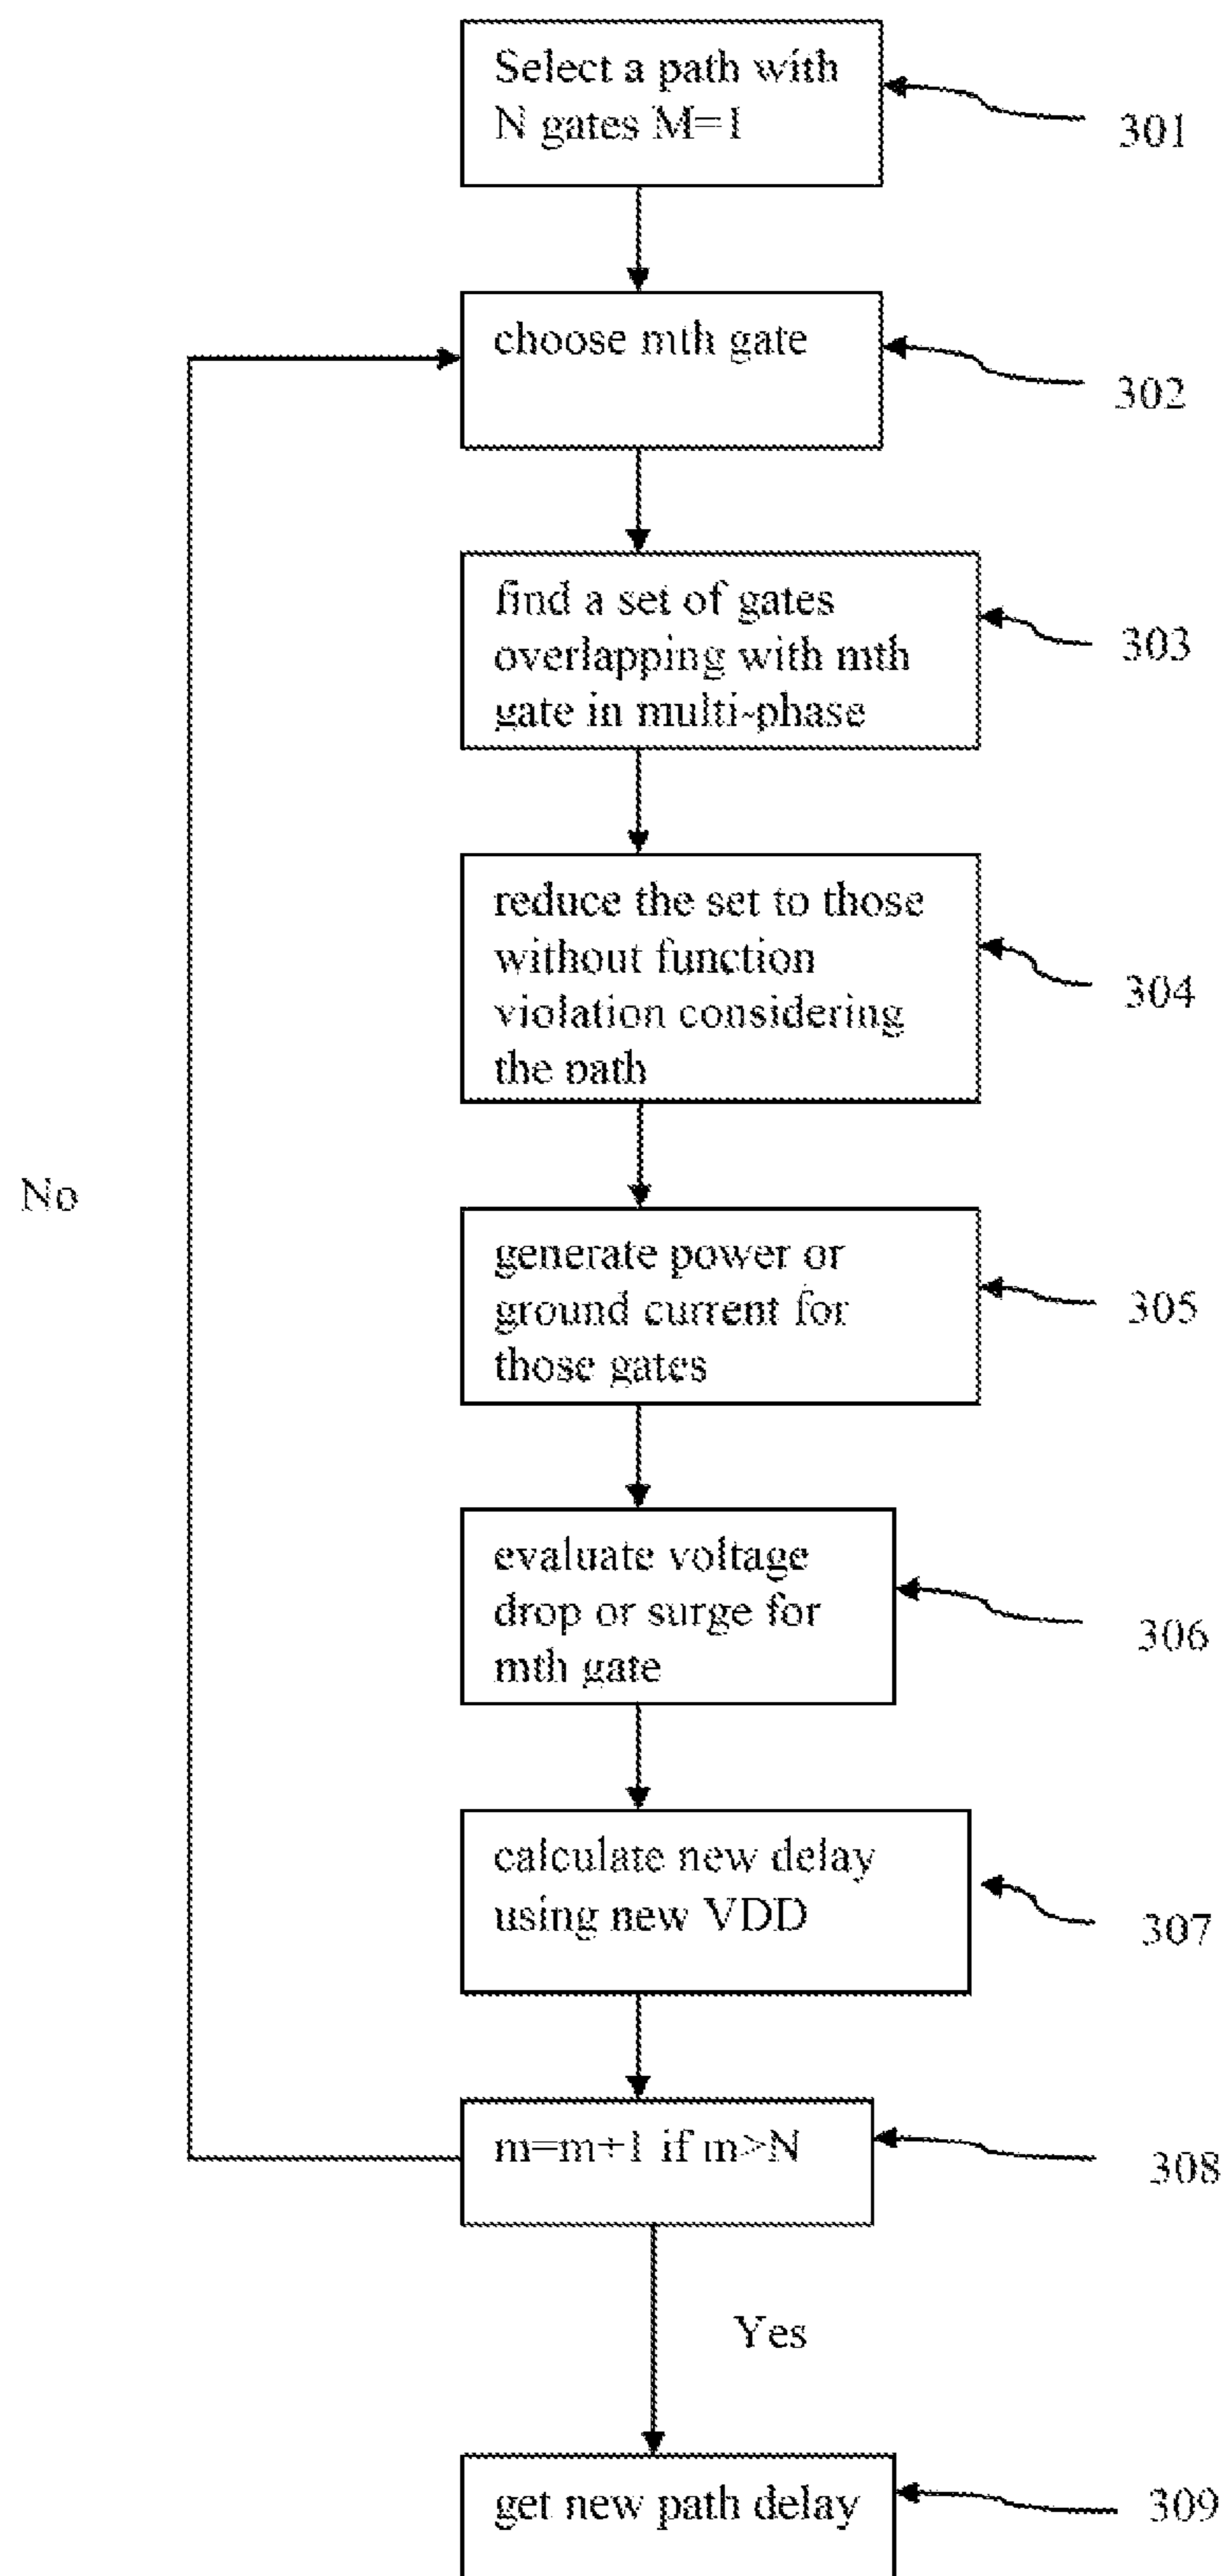 Select a path with
N gates M=1
301
choose mth gate
302
find a set of gates
overlapping with mth
gate in multi-phase
303
reduce the set to those
without function
violation considering
the path
304
No
generate power or
ground current for
those gates
305
evaluate voltage
drop or surge for
mth gate
306
calculate new delay
using new VDD
307
m=m+1 if m>N
308
Yes
get new path delay
309